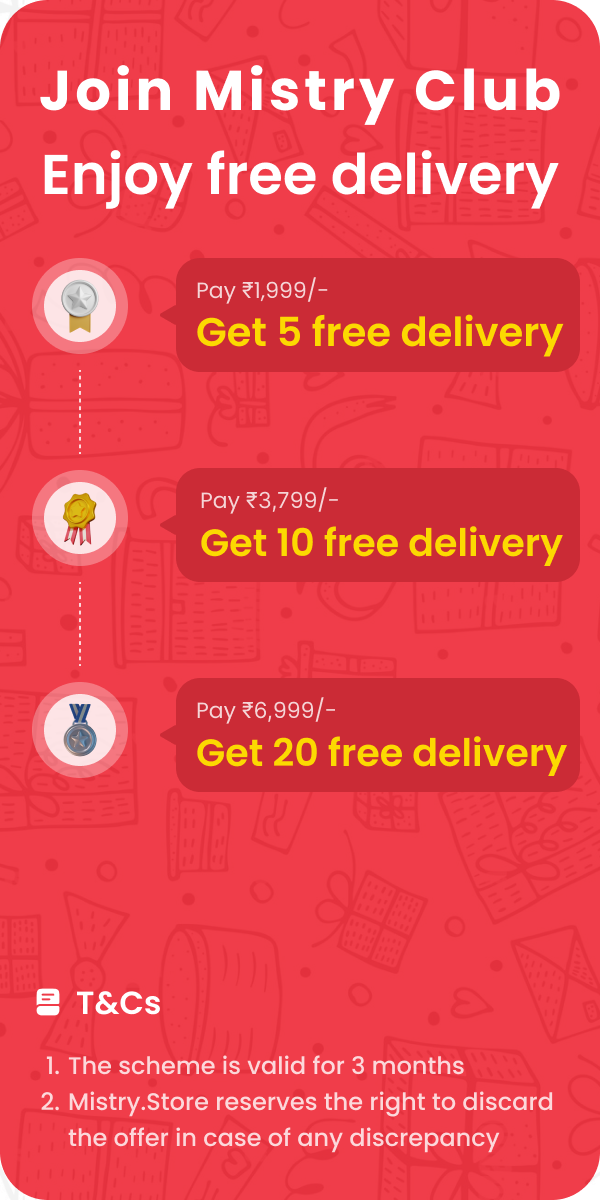 Join Mistry Club
Enjoy free delivery
Pay ₹1,999/-
Get 5 free delivery
Pay ₹3,799/-
Get 10 free delivery
Pay ₹6,999/-
Get 20 free delivery
T&Cs
1. The scheme is valid for 3 months
2. Mistry.Store reserves the right to discard
the offer in case of any discrepancy